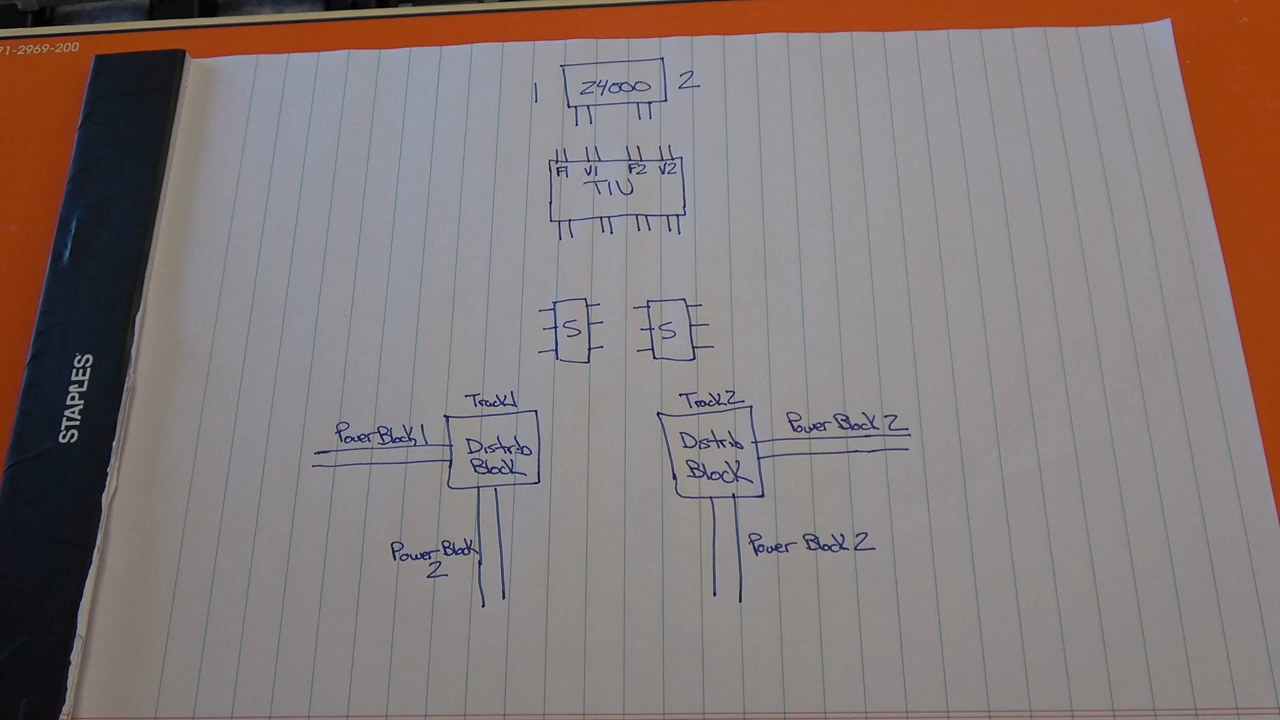 71-2969-200
STAPLES
1 Z4000 2
F1 V1 F2 V2
TIU
S S
Track1 Track2
Power Block 1
Distrib
Block
Distrib
Block
Power Block 2
Power Block
2
Power Block 2